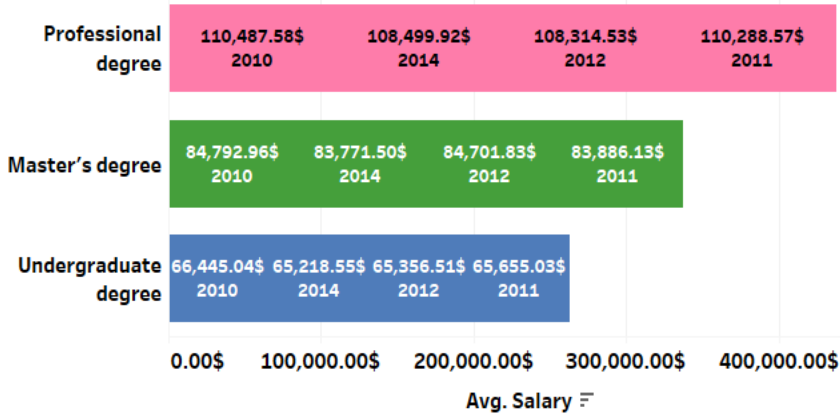 Professional
degree
110,487.58$ 108,499.92$ 108,314.53$ 110,288.57$
2010 2014 2012 2011
Master’s degree
84,792.96$ 83,771.50$ 84,701.83$ 83,886.13$
2010 2014 2012 2011
Undergraduate
degree
66,445.04$ 65,218.55$ 65,356.51$ 65,655.03$
2010 2014 2012 2011
0.00$ 100,000.00$ 200,000.00$ 300,000.00$ 400,000.00$
Avg. Salary